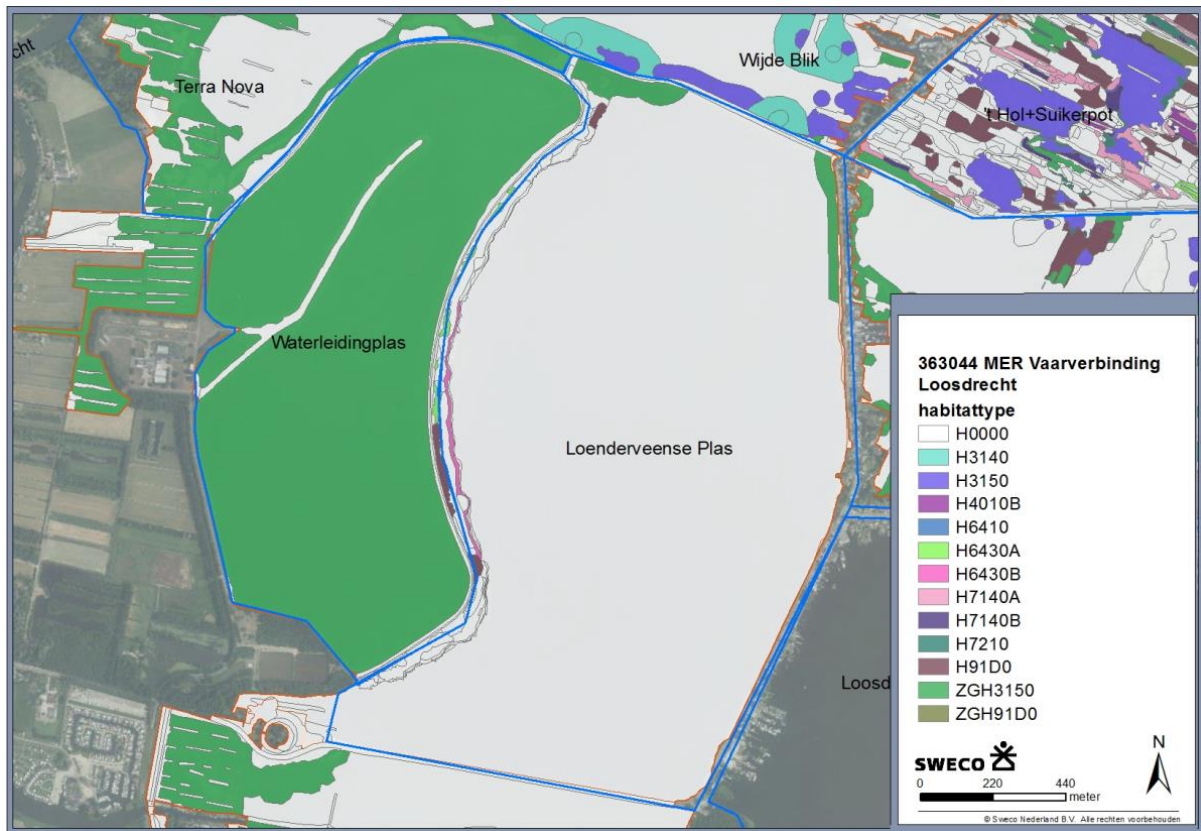 cht
Terra Nova
Wijde Blik
't Hol+Suikerpot
Waterleidingplas
Loenderveense Plas
Loosd
363044 MER Vaarverbinding
Loosdrecht
habitattype
H0000
H3140
H3150
H4010B
H6410
H6430A
H6430B
H7140A
H7140B
H7210
H91D0
ZGH3150
ZGH91D0
SWECO
N
0 220 440
meter
© Sweco Nederland B.V. Alle rechten voorbehouden